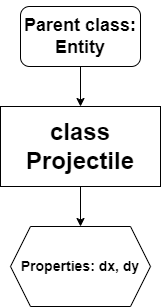 Parent class:
Entity
class
Projectile
Properties: dx, dy